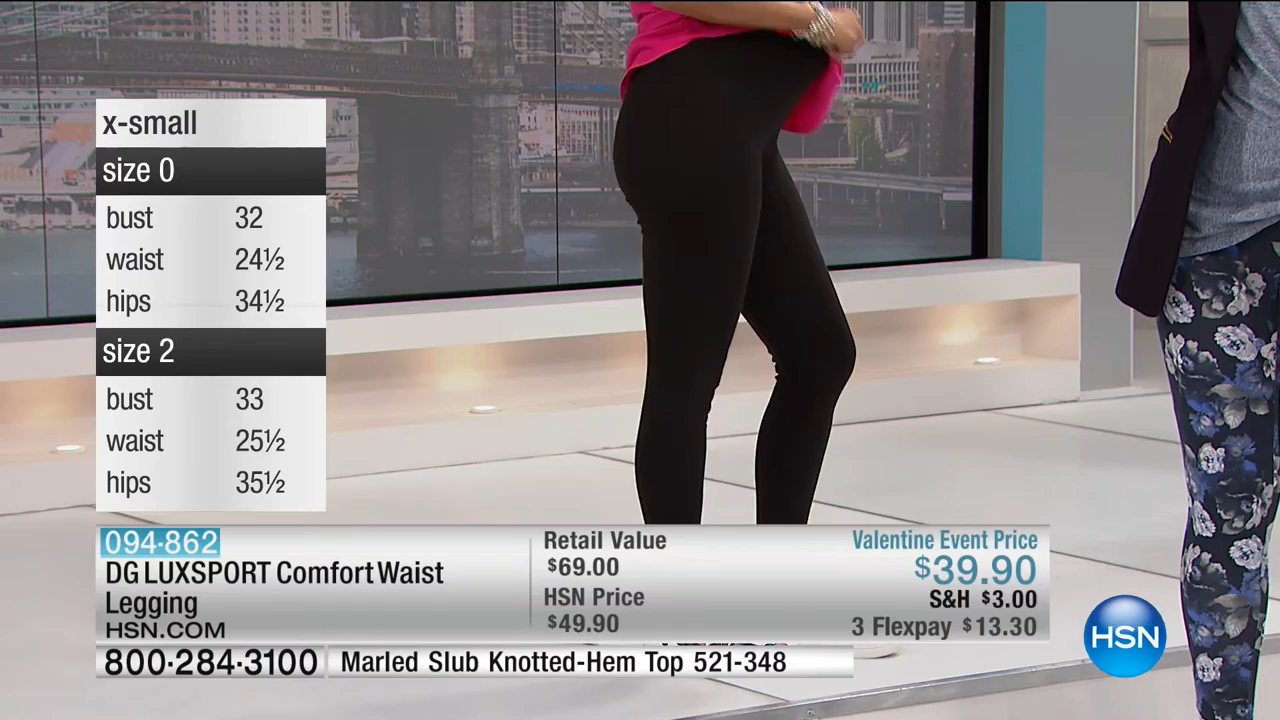 x-small
size 0
bust 32
waist 24½
hips 34½
size 2
bust 33
waist 25½
hips 35½
094·862
DG LUXSPORT Comfort Waist
Legging
HSN.COM
Retail Value
$69.00
HSN Price
$49.90
Valentine Event Price
$39.90
S&H $3.00
3 Flexpay $13.30
800·284·3100
Marled Slub Knotted-Hem Top 521-348
HSN